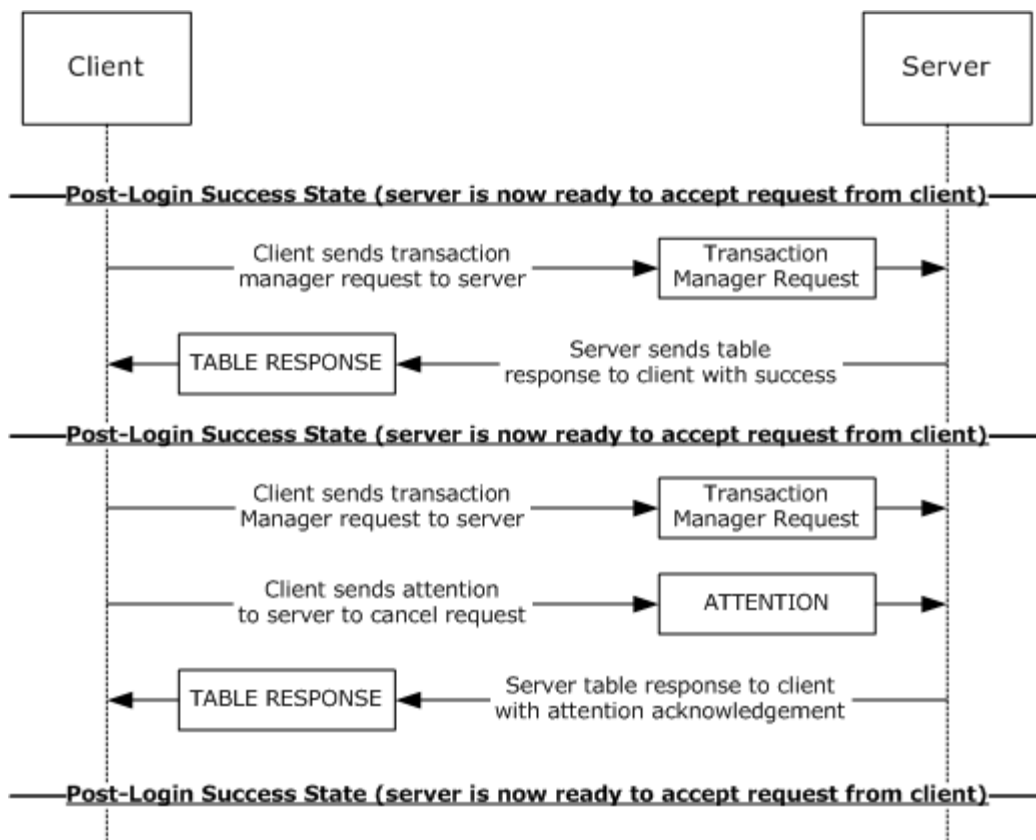 Client
Server
Post-Login Success State (server is now ready to accept request from client)
Client sends transaction
manager request to server
Transaction
Manager Request
TABLE RESPONSE
Server sends table
response to client with success
Post-Login Success State (server is now ready to accept request from client)
Client sends transaction
Manager request to server
Transaction
Manager Request
Client sends attention
to server to cancel request
ATTENTION
TABLE RESPONSE
Server table response to client
with attention acknowledgement
Post-Login Success State (server is now ready to accept request from client)